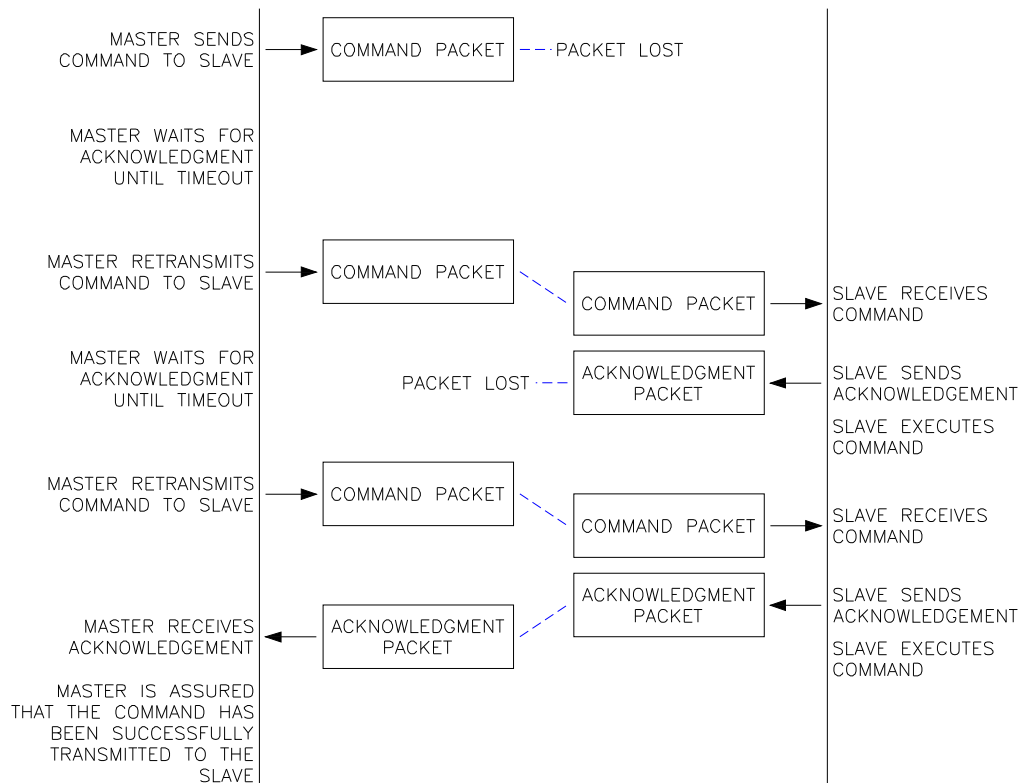 MASTER SENDS
COMMAND TO SLAVE
COMMAND PACKET
PACKET LOST
MASTER WAITS FOR
ACKNOWLEDGMENT
UNTIL TIMEOUT
MASTER RETRANSMITS
COMMAND TO SLAVE
COMMAND PACKET
COMMAND PACKET
SLAVE RECEIVES
COMMAND
MASTER WAITS FOR
ACKNOWLEDGMENT
UNTIL TIMEOUT
PACKET LOST
ACKNOWLEDGMENT
PACKET
SLAVE SENDS
ACKNOWLEDGEMENT
SLAVE EXECUTES
COMMAND
MASTER RETRANSMITS
COMMAND TO SLAVE
COMMAND PACKET
COMMAND PACKET
SLAVE RECEIVES
COMMAND
ACKNOWLEDGMENT
PACKET
SLAVE SENDS
ACKNOWLEDGEMENT
MASTER RECEIVES
ACKNOWLEDGEMENT
ACKNOWLEDGMENT
PACKET
SLAVE EXECUTES
COMMAND
MASTER IS ASSURED
THAT THE COMMAND HAS
BEEN SUCCESSFULLY
TRANSMITTED TO THE
SLAVE